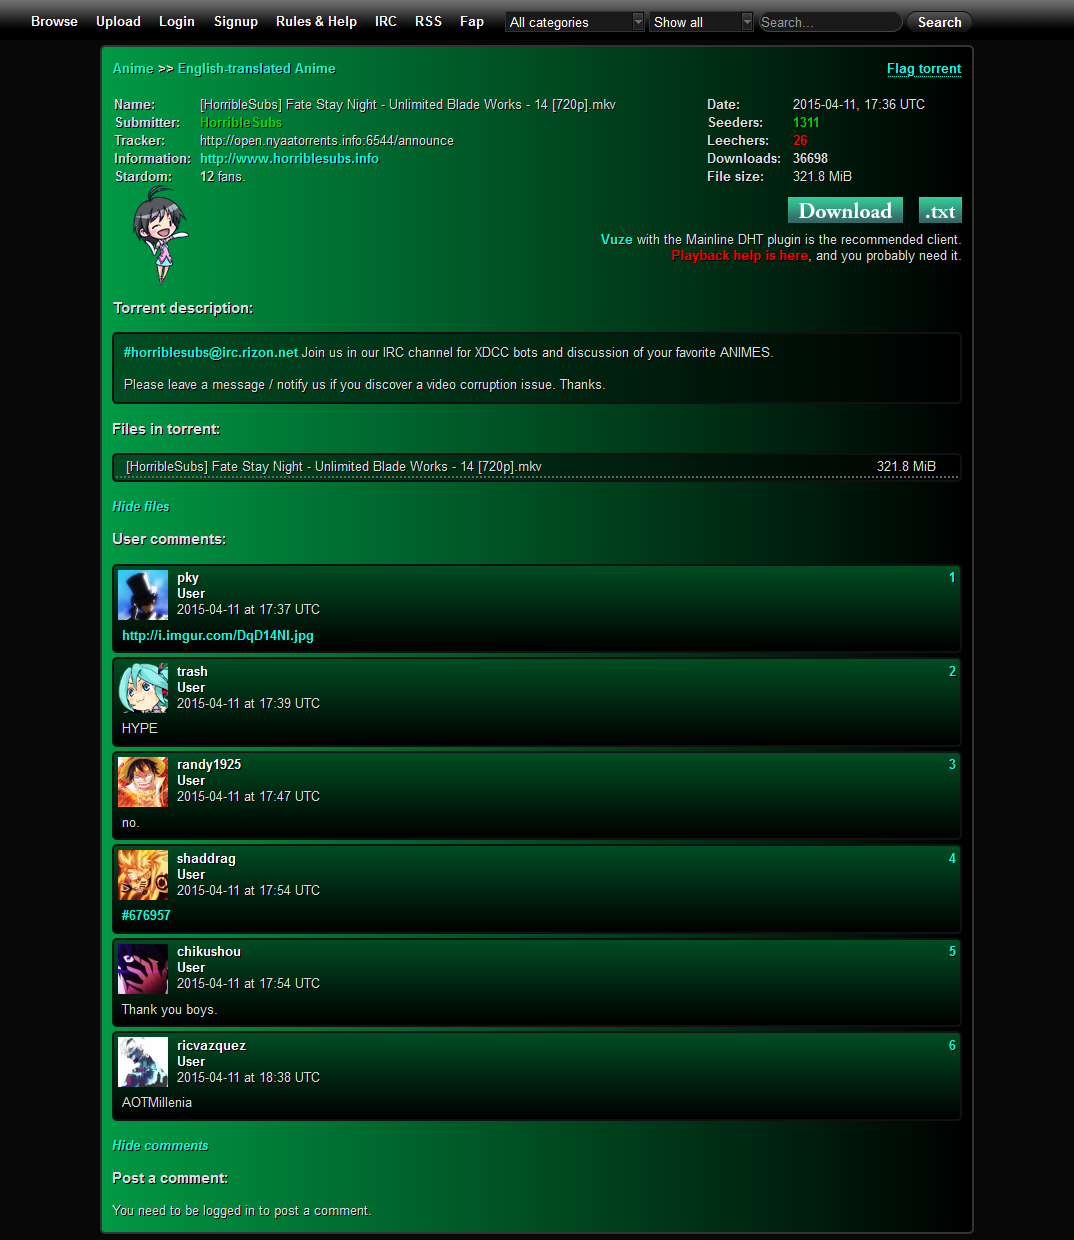 Browse Upload Login Signup Rules & Help IRC RSS Fap All categories Show all Search... Search
Anime >> English-translated Anime Flag torrent
Name: [HorribleSubs] Fate Stay Night - Unlimited Blade Works - 14 [720p].mkv Date: 2015-04-11, 17:36 UTC
Submitter: HorribleSubs Seeders: 1311
Tracker: http://open.nyaatorrents.info:6544/announce Leechers: 26
Information: http://www.horriblesubs.info Downloads: 36698
Stardom: 12 fans. File size: 321.8 MiB
Download .txt
Vuze with the Mainline DHT plugin is the recommended client.
Playback help is here, and you probably need it.
Torrent description:
#horriblesubs@irc.rizon.net Join us in our IRC channel for XDCC bots and discussion of your favorite ANIMES.
Please leave a message / notify us if you discover a video corruption issue. Thanks.
Files in torrent:
[HorribleSubs] Fate Stay Night - Unlimited Blade Works - 14 [720p].mkv 321.8 MiB
Hide files
User comments:
pky 1
User
2015-04-11 at 17:37 UTC
http://i.imgur.com/DqD14NI.jpg
trash 2
User
2015-04-11 at 17:39 UTC
HYPE
randy1925 3
User
2015-04-11 at 17:47 UTC
no.
shaddrag 4
User
2015-04-11 at 17:54 UTC
#676957
chikushou 5
User
2015-04-11 at 17:54 UTC
Thank you boys.
ricvazquez 6
User
2015-04-11 at 18:38 UTC
AOTMillenia
Hide comments
Post a comment:
You need to be logged in to post a comment.